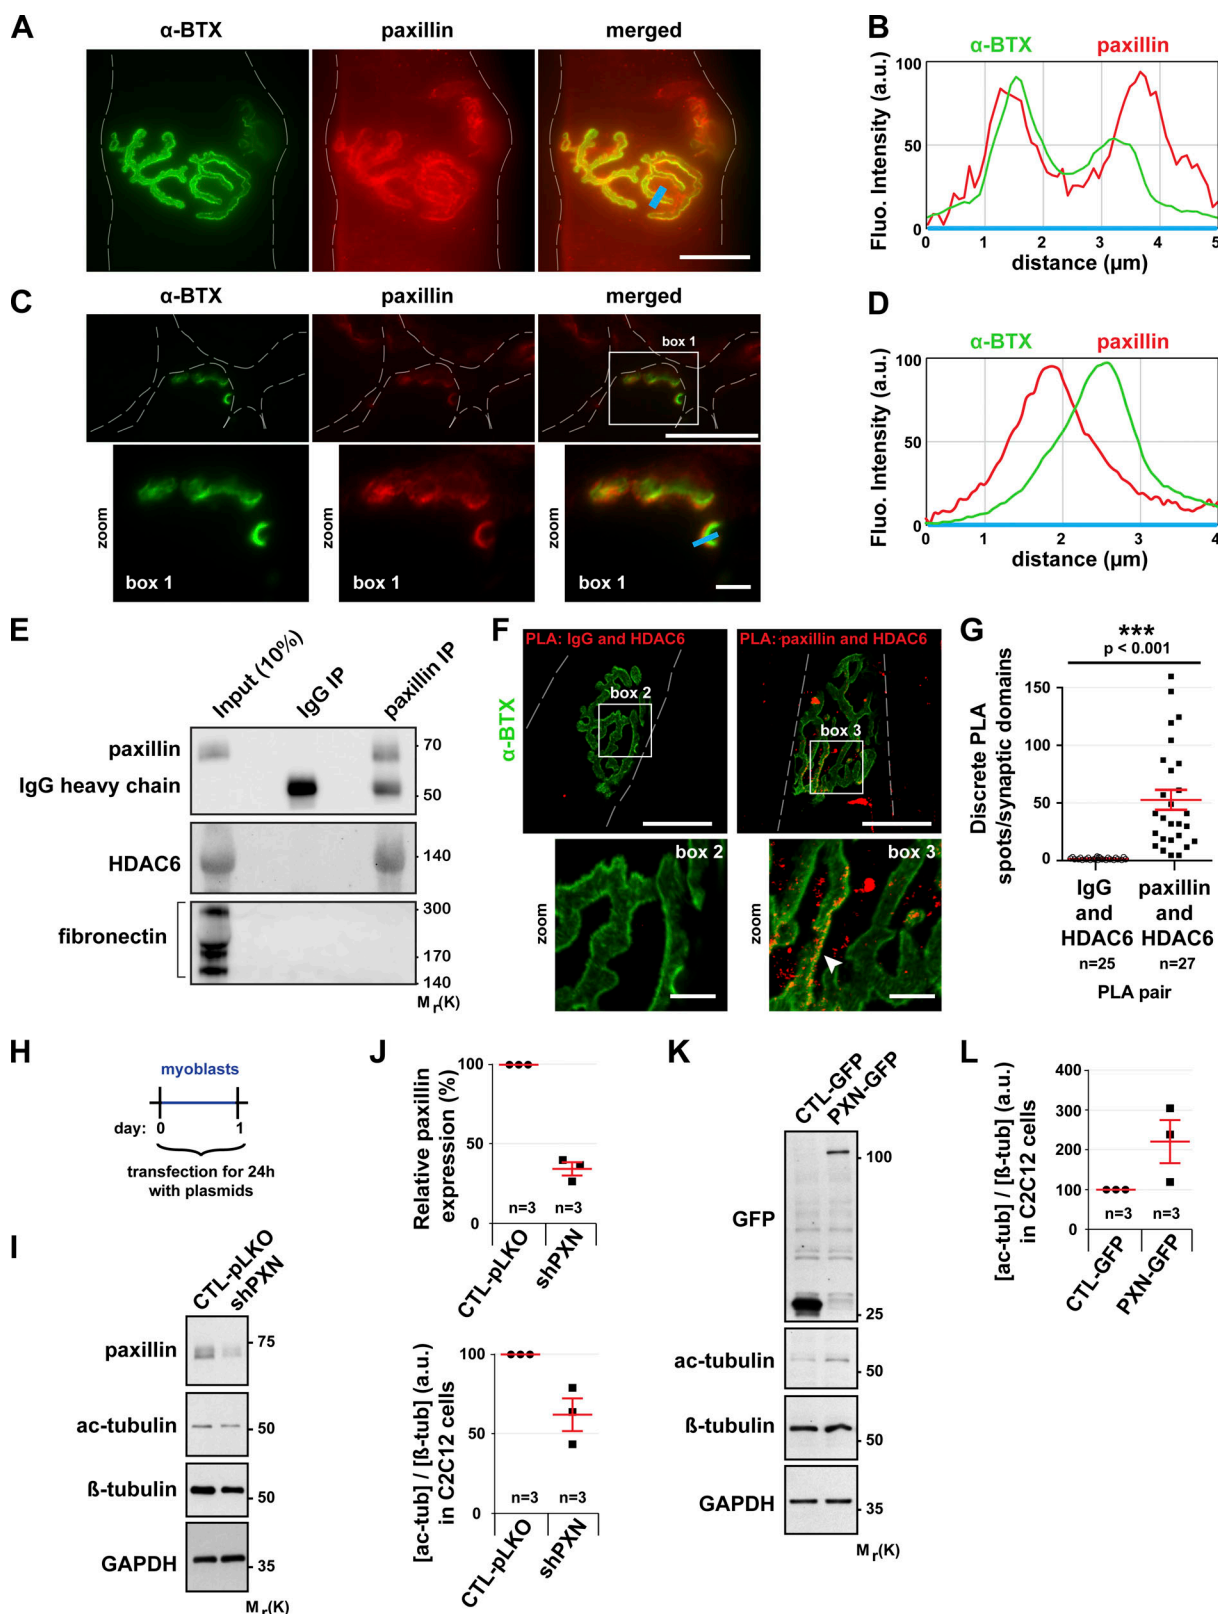 A
α-BTX paxillin merged
B
α-BTX paxillin
Fluo. Intensity (a.u.)
100
50
0
0 1 2 3 4 5
distance (µm)
C
α-BTX paxillin merged
box 1
zoom
box 1
zoom
box 1
zoom
box 1
D
α-BTX paxillin
Fluo. Intensity (a.u.)
100
50
0
0 1 2 3 4
distance (µm)
E
Input (10%)
IgG IP
paxillin IP
paxillin
70
IgG heavy chain
50
HDAC6
140
300
fibronectin
170
140
Mr(K)
F
PLA: IgG and HDAC6
PLA: paxillin and HDAC6
α-BTX
box 2
box 3
zoom
box 2
zoom
box 3
G
***
p < 0.001
Discrete PLA
spots/synaptic domains
150
100
50
0
IgG
and
HDAC6
n=25
paxillin
and
HDAC6
n=27
PLA pair
H
myoblasts
day: 0 1
transfection for 24h
with plasmids
I
CTL-pLKO
shPXN
paxillin
75
ac-tubulin
50
ß-tubulin
50
GAPDH
35
Mr(K)
J
Relative paxillin
expression (%)
100
50
0
n=3 n=3
CTL-pLKO
shPXN
[ac-tub] / [ß-tub] (a.u.)
in C2C12 cells
100
50
0
n=3 n=3
CTL-pLKO
shPXN
K
CTL-GFP
PXN-GFP
100
GFP
25
ac-tubulin
50
ß-tubulin
50
GAPDH
35
Mr(K)
L
[ac-tub] / [ß-tub] (a.u.)
in C2C12 cells
400
300
200
100
0
n=3 n=3
CTL-GFP
PXN-GFP